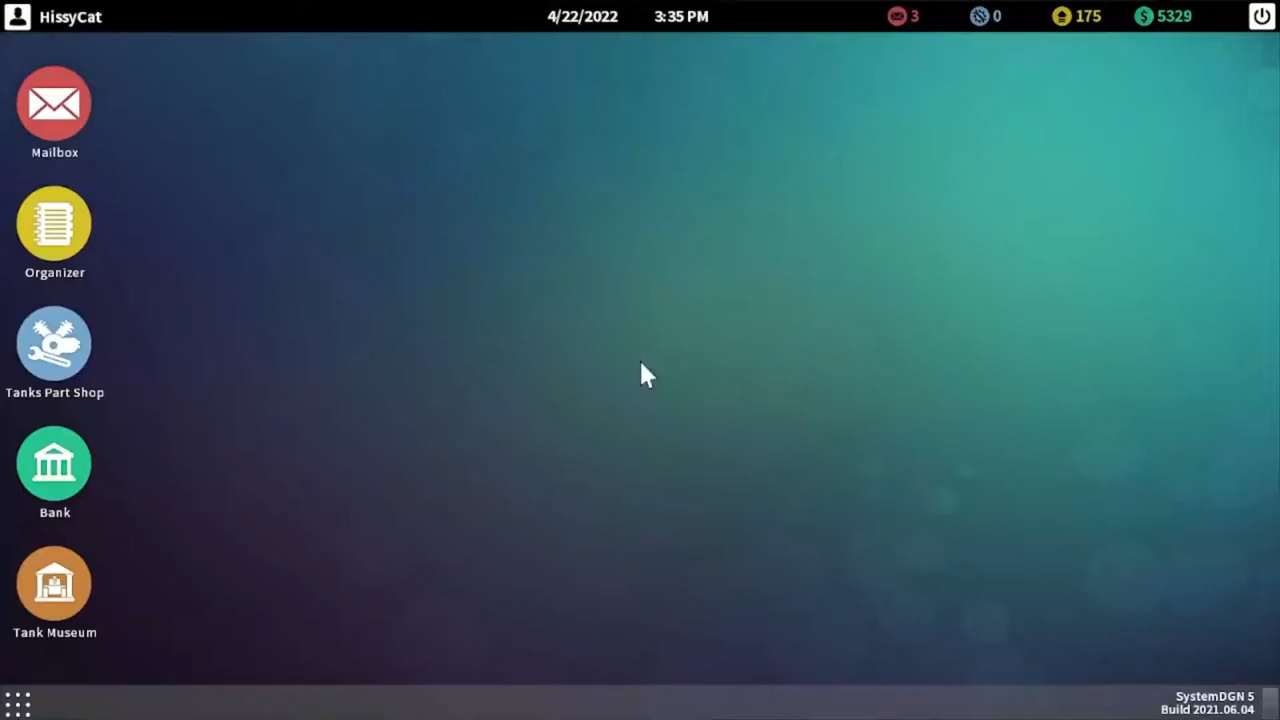 HissyCat
4/22/2022
3:35 PM
3
0
175
$ 5329
Mailbox
Organizer
Tanks Part Shop
Bank
Tank Museum
SystemDGN 5
Build 2021.06.04